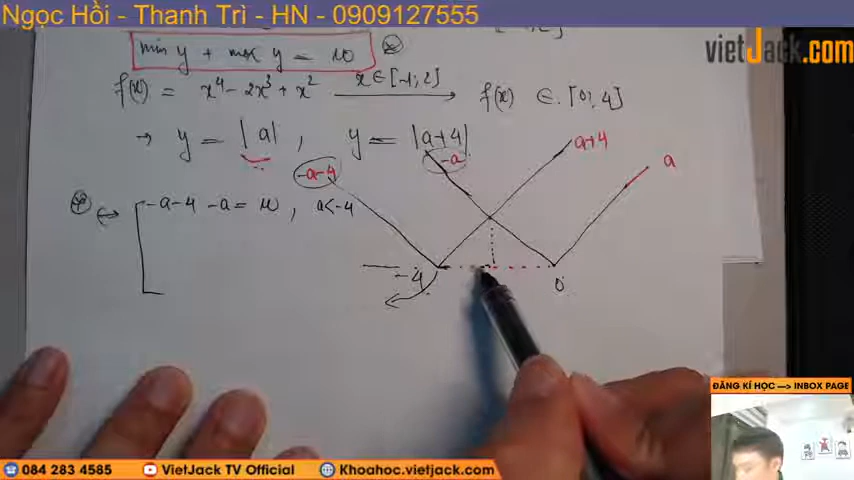 Ngọc Hồi - Thanh Trì - HN - 0909127555
vietJack.com
min y + max y = 10 (*)
f(x) = x⁴ - 2x³ + x² x ∈ [-1; 2] → f(x) ∈ [0; 4]
→ y = |a|, y = |a+4|
-a-4
-a
a+4
a
(*) ⇔ [ -a-4 -a = 10, a<-4
-4
0
ĐĂNG KÍ HỌC —> INBOX PAGE
084 283 4585
VietJack TV Official
Khoahoc.vietjack.com